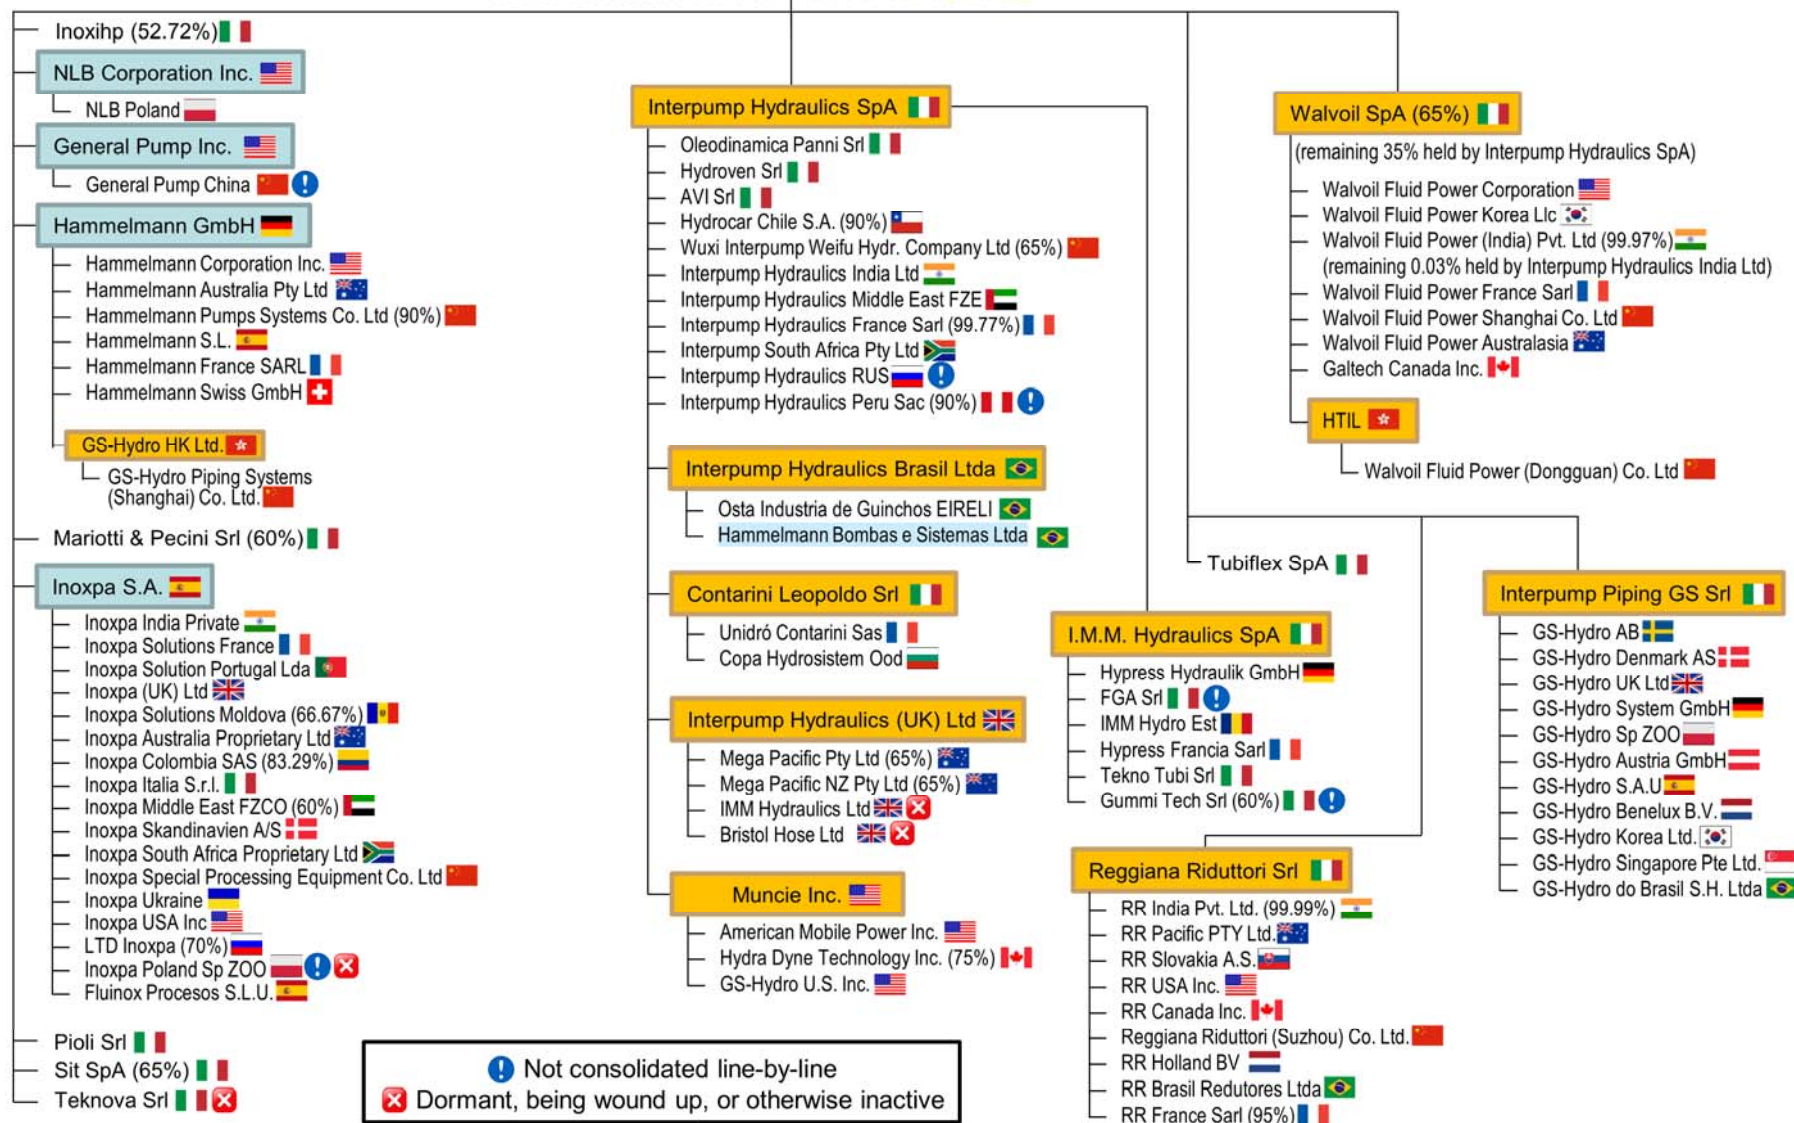 Inoxihp (52.72%)
NLB Corporation Inc.
NLB Poland
General Pump Inc.
General Pump China
Hammelmann GmbH
Hammelmann Corporation Inc.
Hammelmann Australia Pty Ltd
Hammelmann Pumps Systems Co. Ltd (90%)
Hammelmann S.L.
Hammelmann France SARL
Hammelmann Swiss GmbH
GS-Hydro HK Ltd.
GS-Hydro Piping Systems
(Shanghai) Co. Ltd.
Mariotti & Pecini Srl (60%)
Inoxpa S.A.
Inoxpa India Private
Inoxpa Solutions France
Inoxpa Solution Portugal Lda
Inoxpa (UK) Ltd
Inoxpa Solutions Moldova (66.67%)
Inoxpa Australia Proprietary Ltd
Inoxpa Colombia SAS (83.29%)
Inoxpa Italia S.r.l.
Inoxpa Middle East FZCO (60%)
Inoxpa Skandinavien A/S
Inoxpa South Africa Proprietary Ltd
Inoxpa Special Processing Equipment Co. Ltd
Inoxpa Ukraine
Inoxpa USA Inc
LTD Inoxpa (70%)
Inoxpa Poland Sp ZOO
Fluinox Procesos S.L.U.
Pioli Srl
Sit SpA (65%)
Teknova Srl
Interpump Hydraulics SpA
Oleodinamica Panni Srl
Hydroven Srl
AVI Srl
Hydrocar Chile S.A. (90%)
Wuxi Interpump Weifu Hydr. Company Ltd (65%)
Interpump Hydraulics India Ltd
Interpump Hydraulics Middle East FZE
Interpump Hydraulics France Sarl (99.77%)
Interpump South Africa Pty Ltd
Interpump Hydraulics RUS
Interpump Hydraulics Peru Sac (90%)
Interpump Hydraulics Brasil Ltda
Osta Industria de Guinchos EIRELI
Hammelmann Bombas e Sistemas Ltda
Contarini Leopoldo Srl
Unidró Contarini Sas
Copa Hydrosistem Ood
Interpump Hydraulics (UK) Ltd
Mega Pacific Pty Ltd (65%)
Mega Pacific NZ Pty Ltd (65%)
IMM Hydraulics Ltd
Bristol Hose Ltd
Muncie Inc.
American Mobile Power Inc.
Hydra Dyne Technology Inc. (75%)
GS-Hydro U.S. Inc.
I.M.M. Hydraulics SpA
Hypress Hydraulik GmbH
FGA Srl
IMM Hydro Est
Hypress Francia Sarl
Tekno Tubi Srl
Gummi Tech Srl (60%)
Tubiflex SpA
Reggiana Riduttori Srl
RR India Pvt. Ltd. (99.99%)
RR Pacific PTY Ltd.
RR Slovakia A.S.
RR USA Inc.
RR Canada Inc.
Reggiana Riduttori (Suzhou) Co. Ltd.
RR Holland BV
RR Brasil Redutores Ltda
RR France Sarl (95%)
Walvoil SpA (65%)
(remaining 35% held by Interpump Hydraulics SpA)
Walvoil Fluid Power Corporation
Walvoil Fluid Power Korea Llc
Walvoil Fluid Power (India) Pvt. Ltd (99.97%)
(remaining 0.03% held by Interpump Hydraulics India Ltd)
Walvoil Fluid Power France Sarl
Walvoil Fluid Power Shanghai Co. Ltd
Walvoil Fluid Power Australasia
Galtech Canada Inc.
HTIL
Walvoil Fluid Power (Dongguan) Co. Ltd
Interpump Piping GS Srl
GS-Hydro AB
GS-Hydro Denmark AS
GS-Hydro UK Ltd
GS-Hydro System GmbH
GS-Hydro Sp ZOO
GS-Hydro Austria GmbH
GS-Hydro S.A.U
GS-Hydro Benelux B.V.
GS-Hydro Korea Ltd.
GS-Hydro Singapore Pte Ltd.
GS-Hydro do Brasil S.H. Ltda
Not consolidated line-by-line
Dormant, being wound up, or otherwise inactive